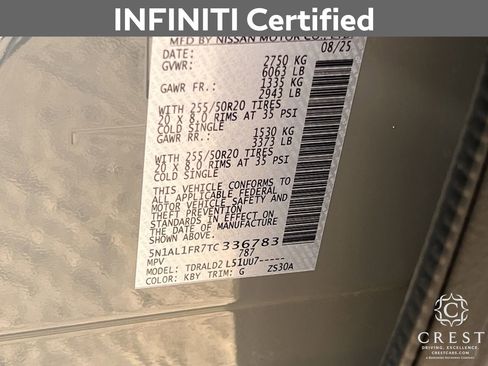 INFINITI Certified
MFD BY NISSAN MOTOR CO., LTD.
DATE: 08/25
GVWR: 2750 KG
6063 LB
GAWR FR.: 1335 KG
2943 LB
WITH 255/50R20 TIRES
20 x 8.0 RIMS AT 35 PSI
COLD SINGLE
GAWR RR.: 1530 KG
3373 LB
WITH 255/50R20 TIRES
20 x 8.0 RIMS AT 35 PSI
COLD SINGLE
THIS VEHICLE CONFORMS TO
ALL APPLICABLE FEDERAL
MOTOR VEHICLE SAFETY AND
THEFT PREVENTION
STANDARDS IN EFFECT ON
THE DATE OF MANUFACTURE
SHOWN ABOVE
5N1AL1FR7TC336783
MPV 787
MODEL: TDRALD2 L51UU7-----
COLOR: KBY TRIM: G ZS30A
C
CREST
DRIVING. EXCELLENCE.
CRESTCARS.COM